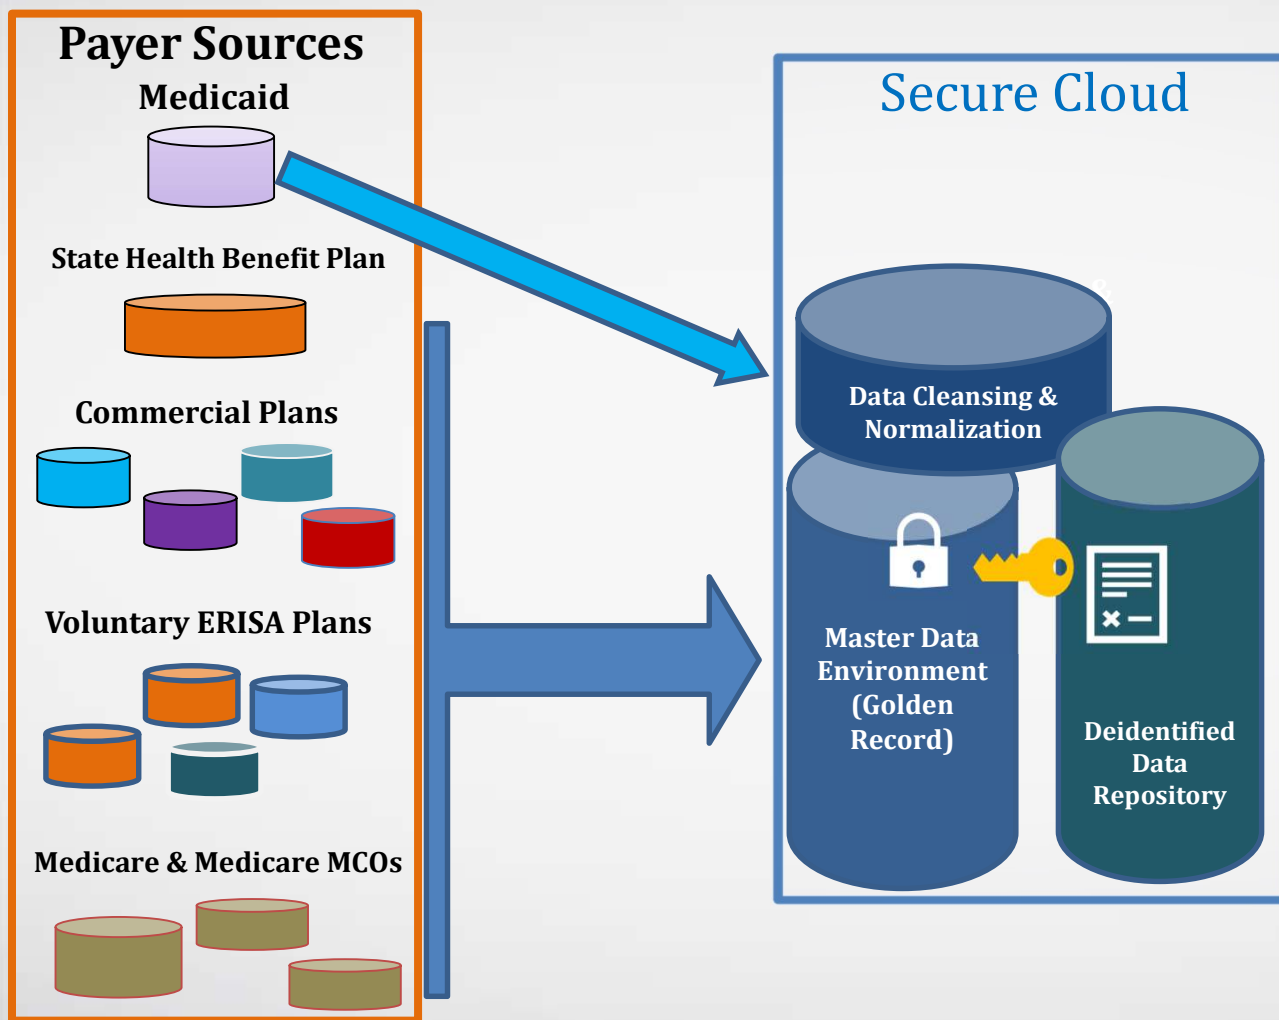 Payer Sources
Medicaid
State Health Benefit Plan
Commercial Plans
Voluntary ERISA Plans
Medicare & Medicare MCOs
Secure Cloud
&
Data Cleansing &
Normalization
Master Data
Environment
(Golden
Record)
Deidentified
Data
Repository